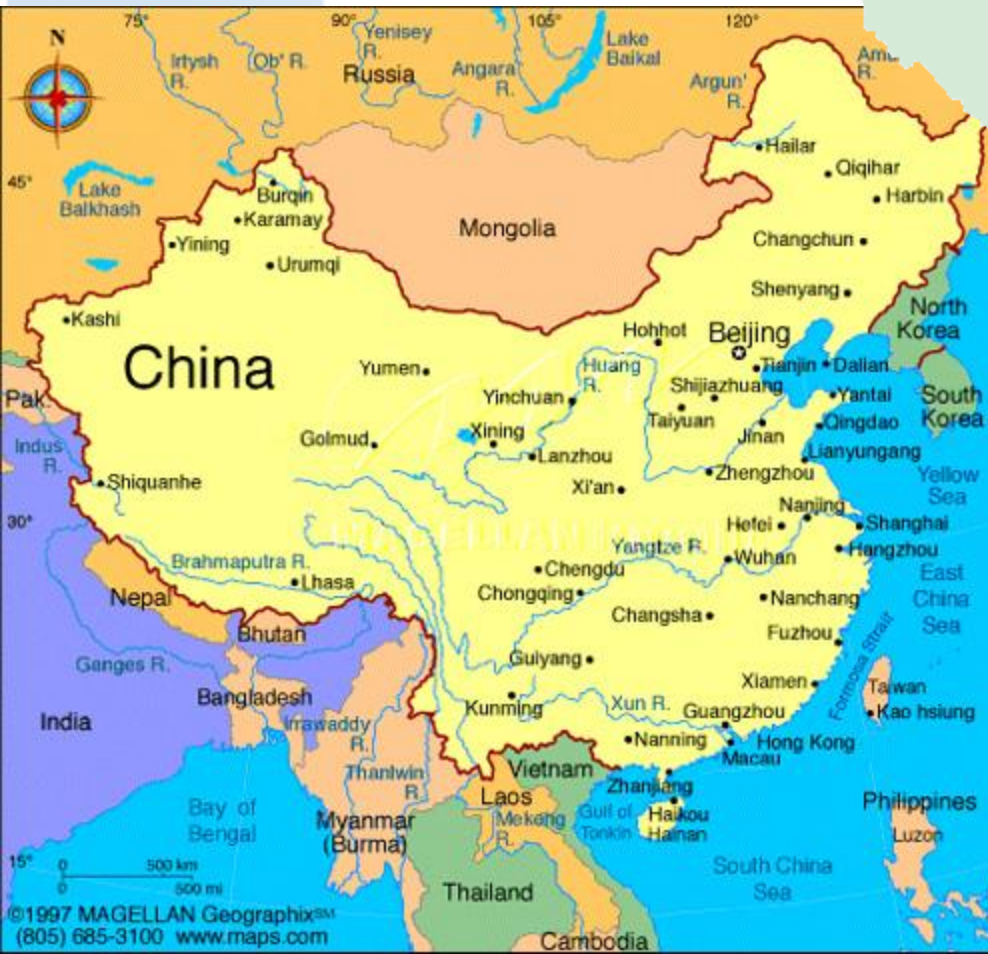 75°
90°
105°
120°
N
Irtysh
R.
Ob' R.
Yenisey
R.
Russia
Angara
R.
Lake
Baikal
Argun'
R.
R.
Hailar
Qiqihar
Harbin
45°
Lake
Balkhash
Burqin
Karamay
Yining
Urumqi
Mongolia
Changchun
Shenyang
Kashi
North
Korea
China
Yumen
Hohhot
Beijing
Huang
R.
Tianjin
Dalian
Shijiazhuang
Pak.
Yinchuan
Taiyuan
Yantai
South
Korea
Golmud
Xining
Jinan
Qingdao
Indus
R.
Lanzhou
Lianyungang
Shiquanhe
Xi'an
Zhengzhou
Yellow
Sea
30°
Nanjing
Hefei
Shanghai
MAGELLAN
Yangtze R.
Hangzhou
Brahmaputra R.
Wuhan
Lhasa
Chengdu
East
China
Sea
Nepal
Chongqing
Nanchang
Changsha
Bhutan
Fuzhou
Ganges R.
Guiyang
Formosa Strait
Xiamen
Taiwan
Bangladesh
Kunming
Xun R.
Guangzhou
Kao hsiung
India
Irrawaddy
R.
Nanning
Hong Kong
Macau
Thanlwin
R.
Vietnam
Zhanjiang
Laos
Bay of
Bengal
Mekong
R.
Gulf of
Tonkin
Haikou
Hainan
Philippines
Luzon
Myanmar
(Burma)
15°
0 500 km
0 500 mi
South China
Sea
Thailand
©1997 MAGELLAN Geographix℠
(805) 685-3100 www.maps.com
Cambodia